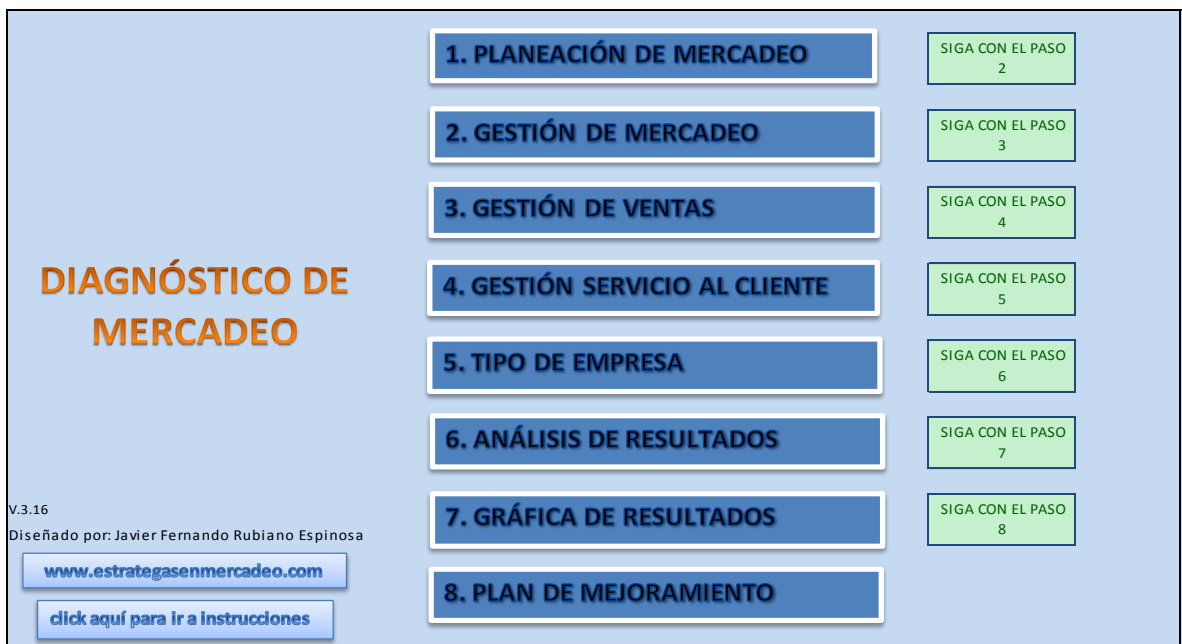 1. PLANEACIÓN DE MERCADEO
SIGA CON EL PASO
2
2. GESTIÓN DE MERCADEO
SIGA CON EL PASO
3
3. GESTIÓN DE VENTAS
SIGA CON EL PASO
4
DIAGNÓSTICO DE
MERCADEO
4. GESTIÓN SERVICIO AL CLIENTE
SIGA CON EL PASO
5
5. TIPO DE EMPRESA
SIGA CON EL PASO
6
6. ANÁLISIS DE RESULTADOS
SIGA CON EL PASO
7
7. GRÁFICA DE RESULTADOS
SIGA CON EL PASO
8
8. PLAN DE MEJORAMIENTO
V.3.16
Diseñado por: Javier Fernando Rubiano Espinosa
www.estrategasenmercadeo.com
click aquí para ir a instrucciones